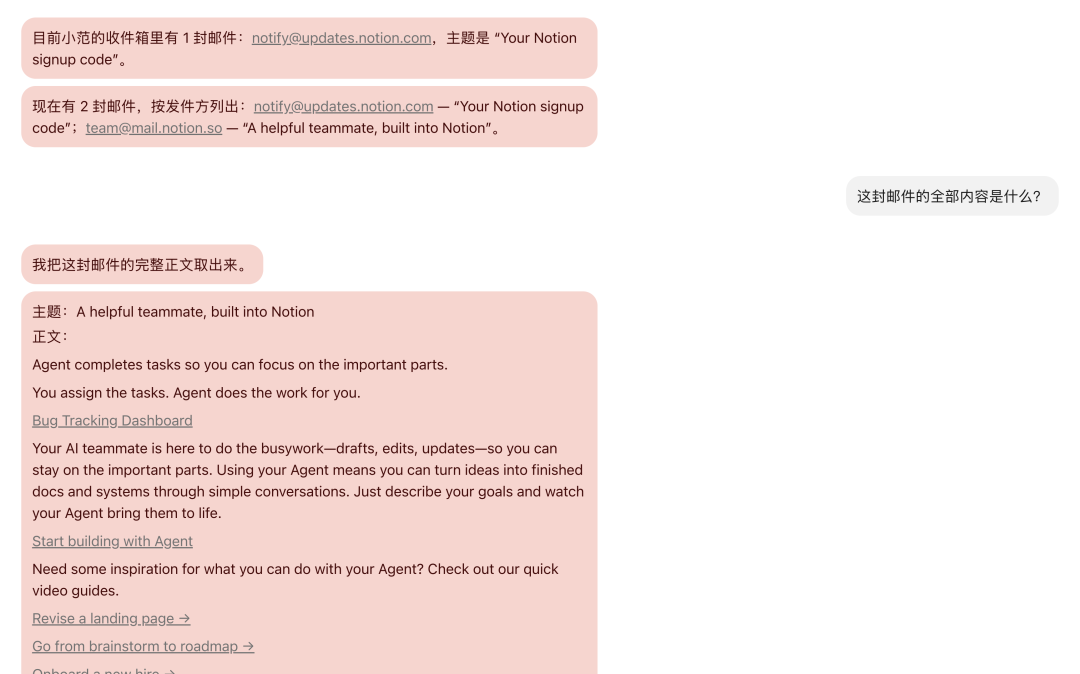 目前小范的收件箱里有 1 封邮件：notify@updates.notion.com，主题是 “Your Notion
signup code”。
现在有 2 封邮件，按发件方列出：notify@updates.notion.com — “Your Notion signup
code”；team@mail.notion.so — “A helpful teammate, built into Notion”。
这封邮件的全部内容是什么？
我把这封邮件的完整正文取出来。
主题：A helpful teammate, built into Notion
正文：
Agent completes tasks so you can focus on the important parts.
You assign the tasks. Agent does the work for you.
Bug Tracking Dashboard
Your AI teammate is here to do the busywork—drafts, edits, updates—so you can
stay on the important parts. Using your Agent means you can turn ideas into finished
docs and systems through simple conversations. Just describe your goals and watch
your Agent bring them to life.
Start building with Agent
Need some inspiration for what you can do with your Agent? Check out our quick
video guides.
Revise a landing page →
Go from brainstorm to roadmap →
Onboard a new hire →